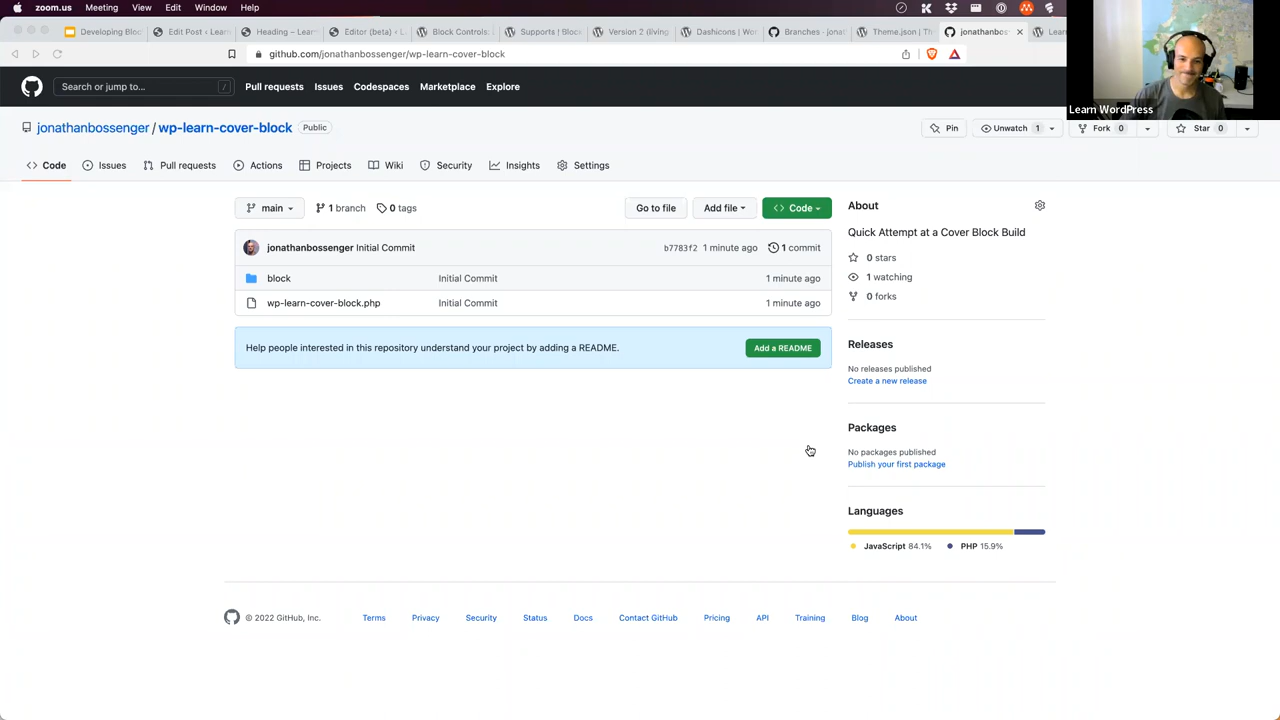 zoom.us Meeting View Edit Window Help
Developing Bloc Edit Post ‹ Learn Heading – Learn Editor (beta) ‹ L Block Controls: Supports | Block Version 2 (living Dashicons | Wor Branches · jonat Theme.json | Th jonathanbos Learn
github.com/jonathanbossenger/wp-learn-cover-block
Learn WordPress
Search or jump to... / Pull requests Issues Codespaces Marketplace Explore
jonathanbossenger / wp-learn-cover-block Public Pin Unwatch 1 Fork 0 Star 0
Code Issues Pull requests Actions Projects Wiki Security Insights Settings
main 1 branch 0 tags Go to file Add file Code
jonathanbossenger Initial Commit b7783f2 1 minute ago 1 commit
block Initial Commit 1 minute ago
wp-learn-cover-block.php Initial Commit 1 minute ago
Help people interested in this repository understand your project by adding a README. Add a README
About
Quick Attempt at a Cover Block Build
0 stars
1 watching
0 forks
Releases
No releases published
Create a new release
Packages
No packages published
Publish your first package
Languages
JavaScript 84.1% PHP 15.9%
© 2022 GitHub, Inc. Terms Privacy Security Status Docs Contact GitHub Pricing API Training Blog About